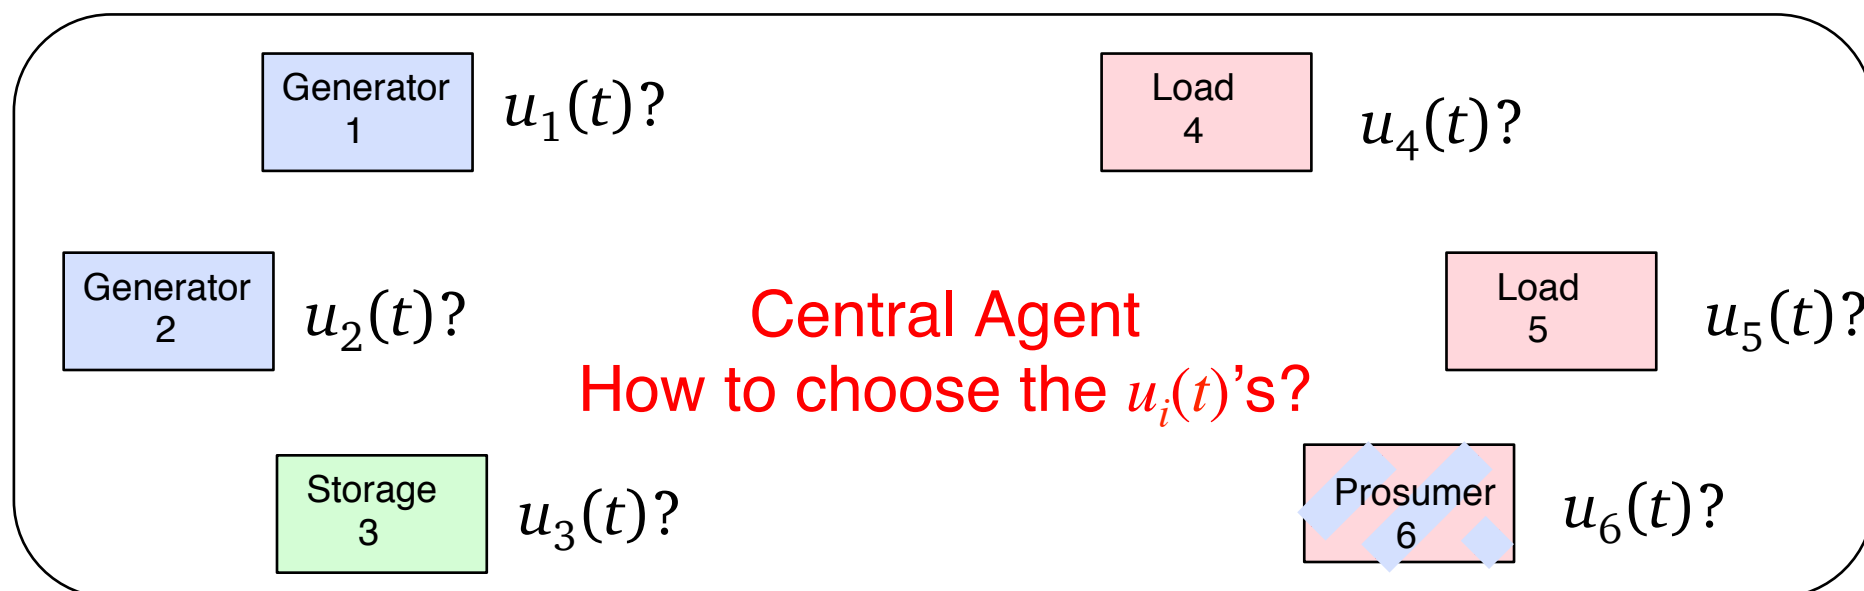 Generator
1
u₁(t)?
Load
4
u₄(t)?
Generator
2
u₂(t)?
Central Agent
How to choose the uᵢ(t)’s?
Load
5
u₅(t)?
Storage
3
u₃(t)?
Prosumer
6
u₆(t)?